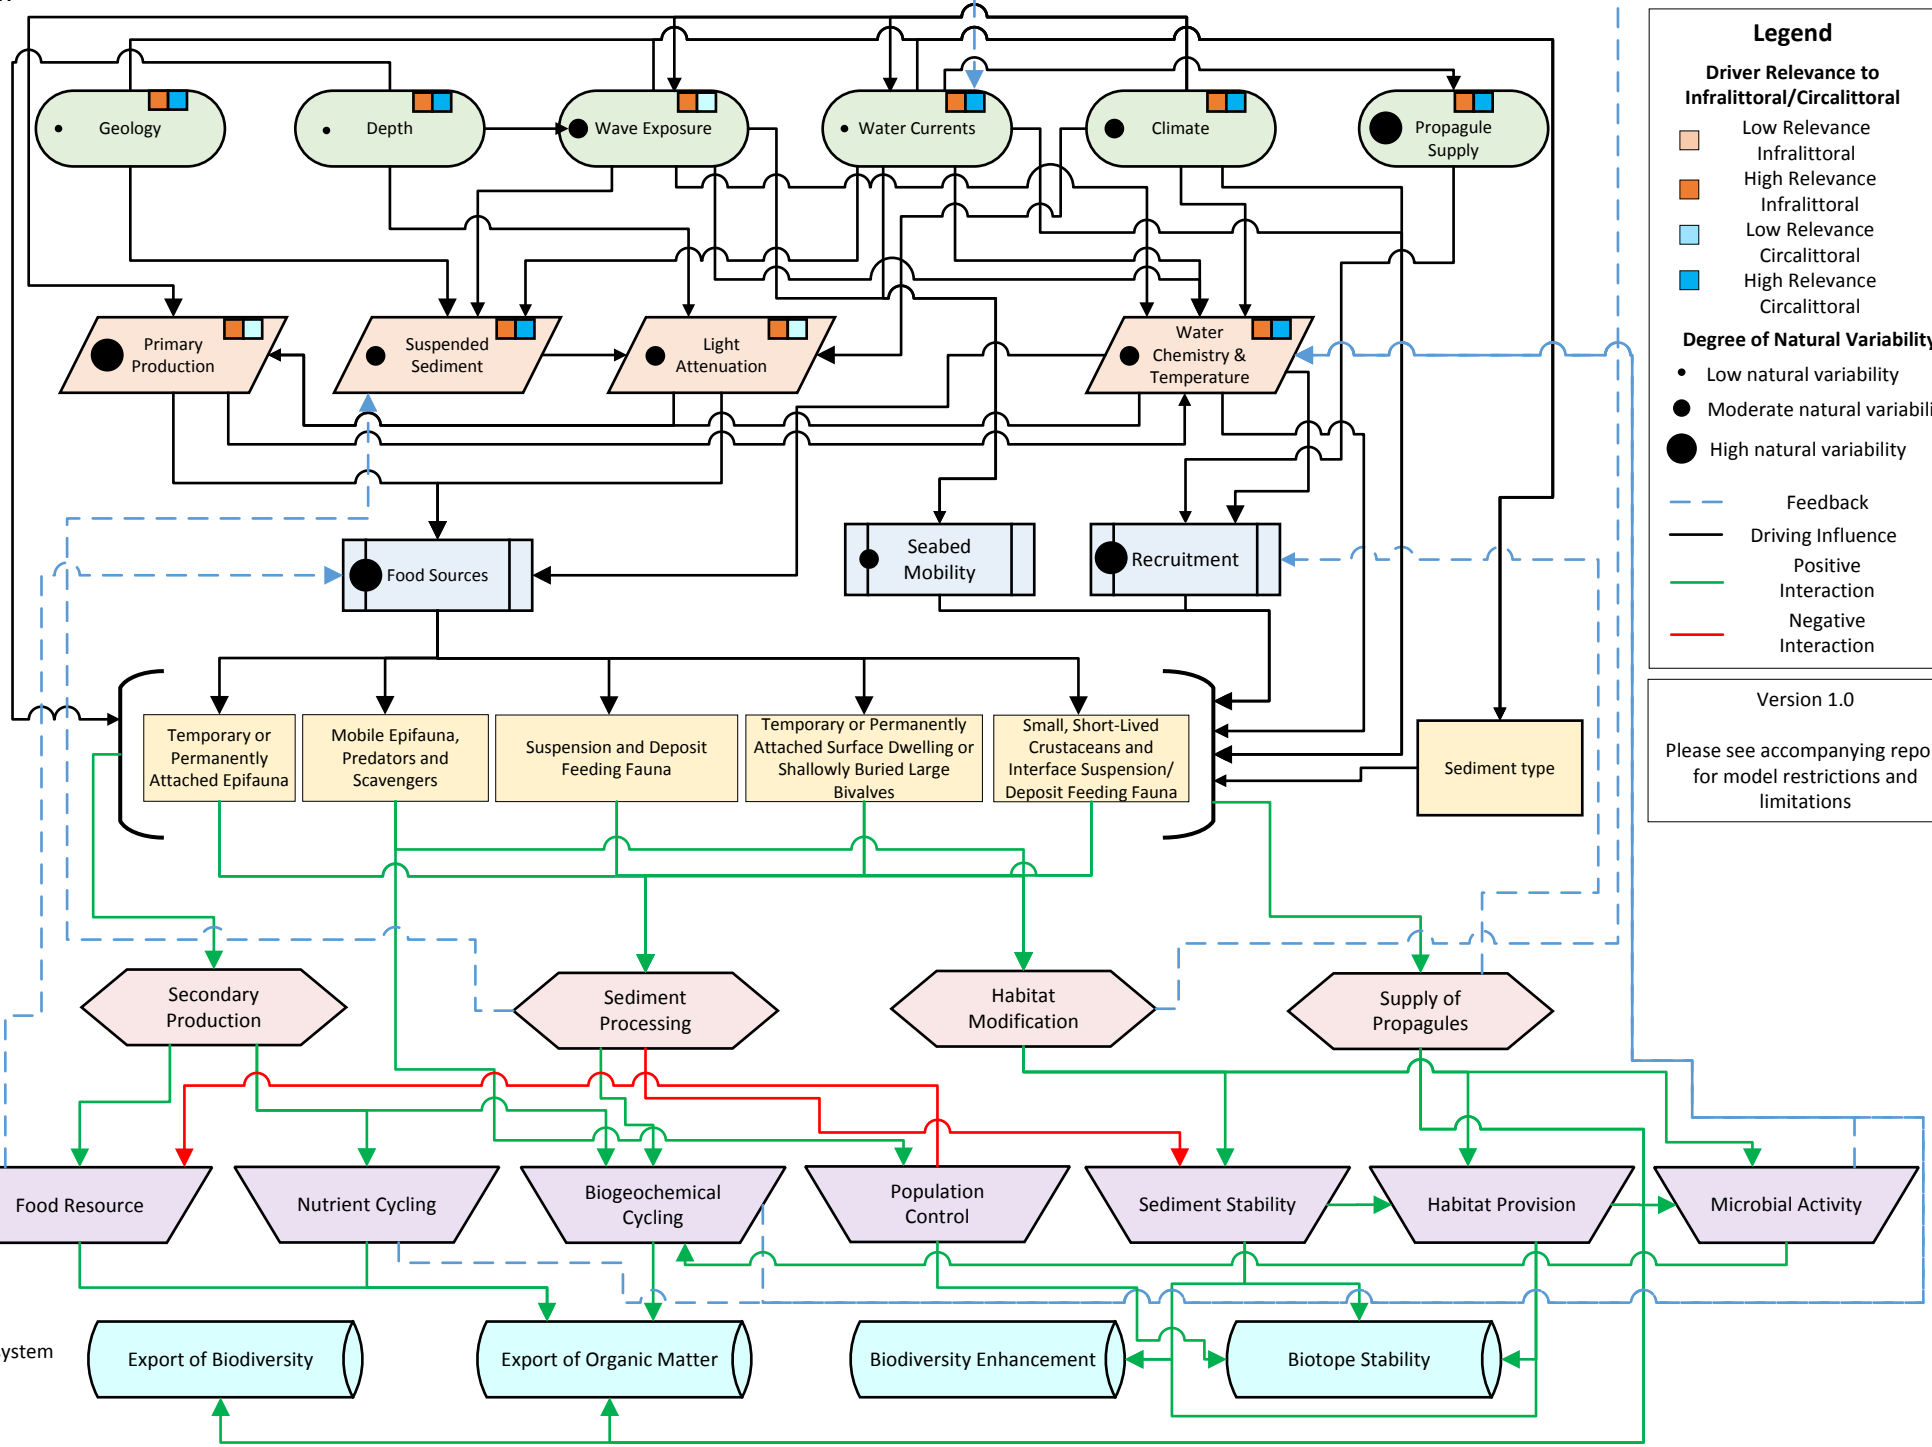 Geology
Depth
Wave Exposure
Water Currents
Climate
Propagule
Supply
Primary
Production
Suspended
Sediment
Light
Attenuation
Water
Chemistry &
Temperature
Food Sources
Seabed
Mobility
Recruitment
Temporary or
Permanently
Attached Epifauna
Mobile Epifauna,
Predators and
Scavengers
Suspension and Deposit
Feeding Fauna
Temporary or Permanently
Attached Surface Dwelling or
Shallowly Buried Large
Bivalves
Small, Short-Lived
Crustaceans and
Interface Suspension/
Deposit Feeding Fauna
Sediment type
Secondary
Production
Sediment
Processing
Habitat
Modification
Supply of
Propagules
Food Resource
Nutrient Cycling
Biogeochemical
Cycling
Population
Control
Sediment Stability
Habitat Provision
Microbial Activity
ystem
Export of Biodiversity
Export of Organic Matter
Biodiversity Enhancement
Biotope Stability
Legend
Driver Relevance to
Infralittoral/Circalittoral
Low Relevance
Infralittoral
High Relevance
Infralittoral
Low Relevance
Circalittoral
High Relevance
Circalittoral
Degree of Natural Variability
Low natural variability
Moderate natural variabili
High natural variability
Feedback
Driving Influence
Positive
Interaction
Negative
Interaction
Version 1.0
Please see accompanying repo
for model restrictions and
limitations